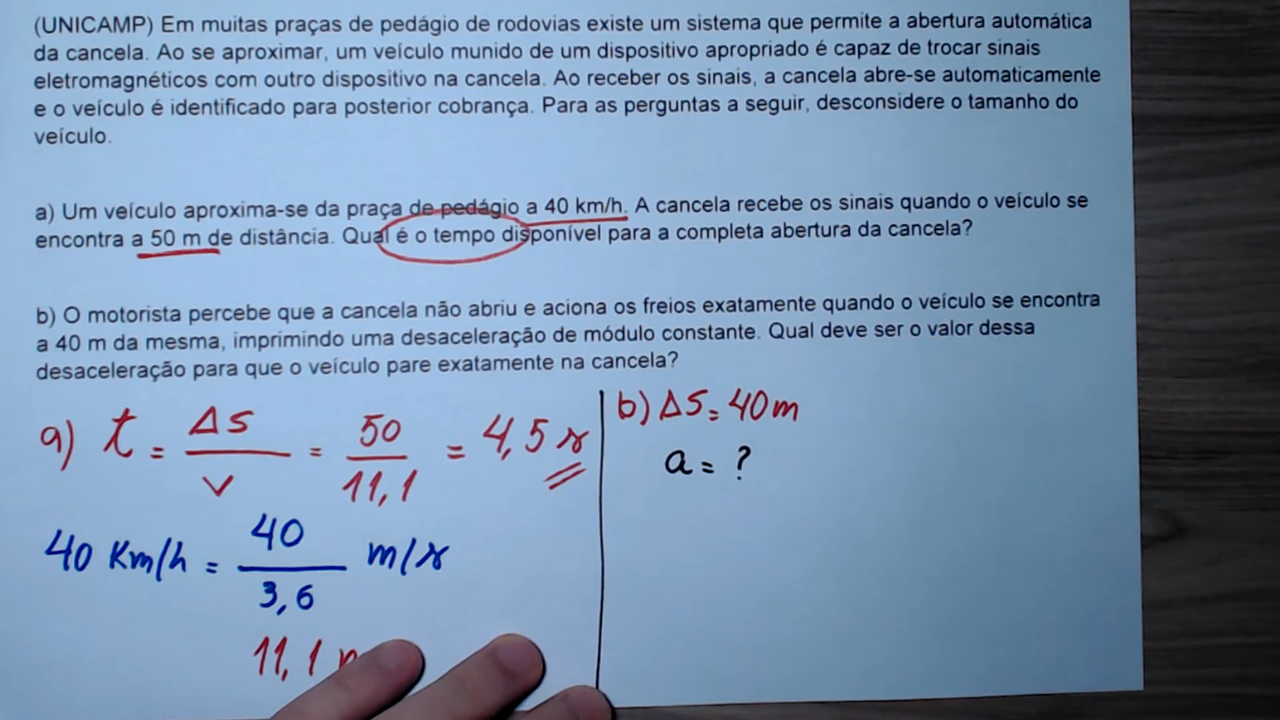 (UNICAMP) Em muitas praças de pedágio de rodovias existe um sistema que permite a abertura automática
da cancela. Ao se aproximar, um veículo munido de um dispositivo apropriado é capaz de trocar sinais
eletromagnéticos com outro dispositivo na cancela. Ao receber os sinais, a cancela abre-se automaticamente
e o veículo é identificado para posterior cobrança. Para as perguntas a seguir, desconsidere o tamanho do
veículo.
a) Um veículo aproxima-se da praça de pedágio a 40 km/h. A cancela recebe os sinais quando o veículo se
encontra a 50 m de distância. Qual é o tempo disponível para a completa abertura da cancela?
b) O motorista percebe que a cancela não abriu e aciona os freios exatamente quando o veículo se encontra
a 40 m da mesma, imprimindo uma desaceleração de módulo constante. Qual deve ser o valor dessa
desaceleração para que o veículo pare exatamente na cancela?
a) t = ΔS / v = 50 / 11,1 = 4,5 s
40 Km/h = 40 / 3,6 m/s
11,1
b) ΔS = 40 m
a = ?